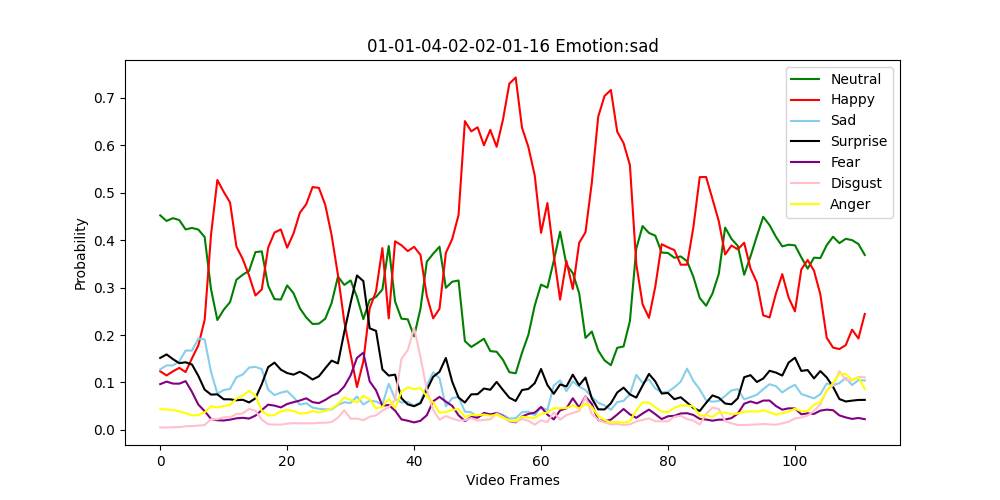 01-01-04-02-02-01-16 Emotion:sad
Probability
0.7
0.6
0.5
0.4
0.3
0.2
0.1
0.0
0 20 40 60 80 100
Video Frames
Neutral
Happy
Sad
Surprise
Fear
Disgust
Anger